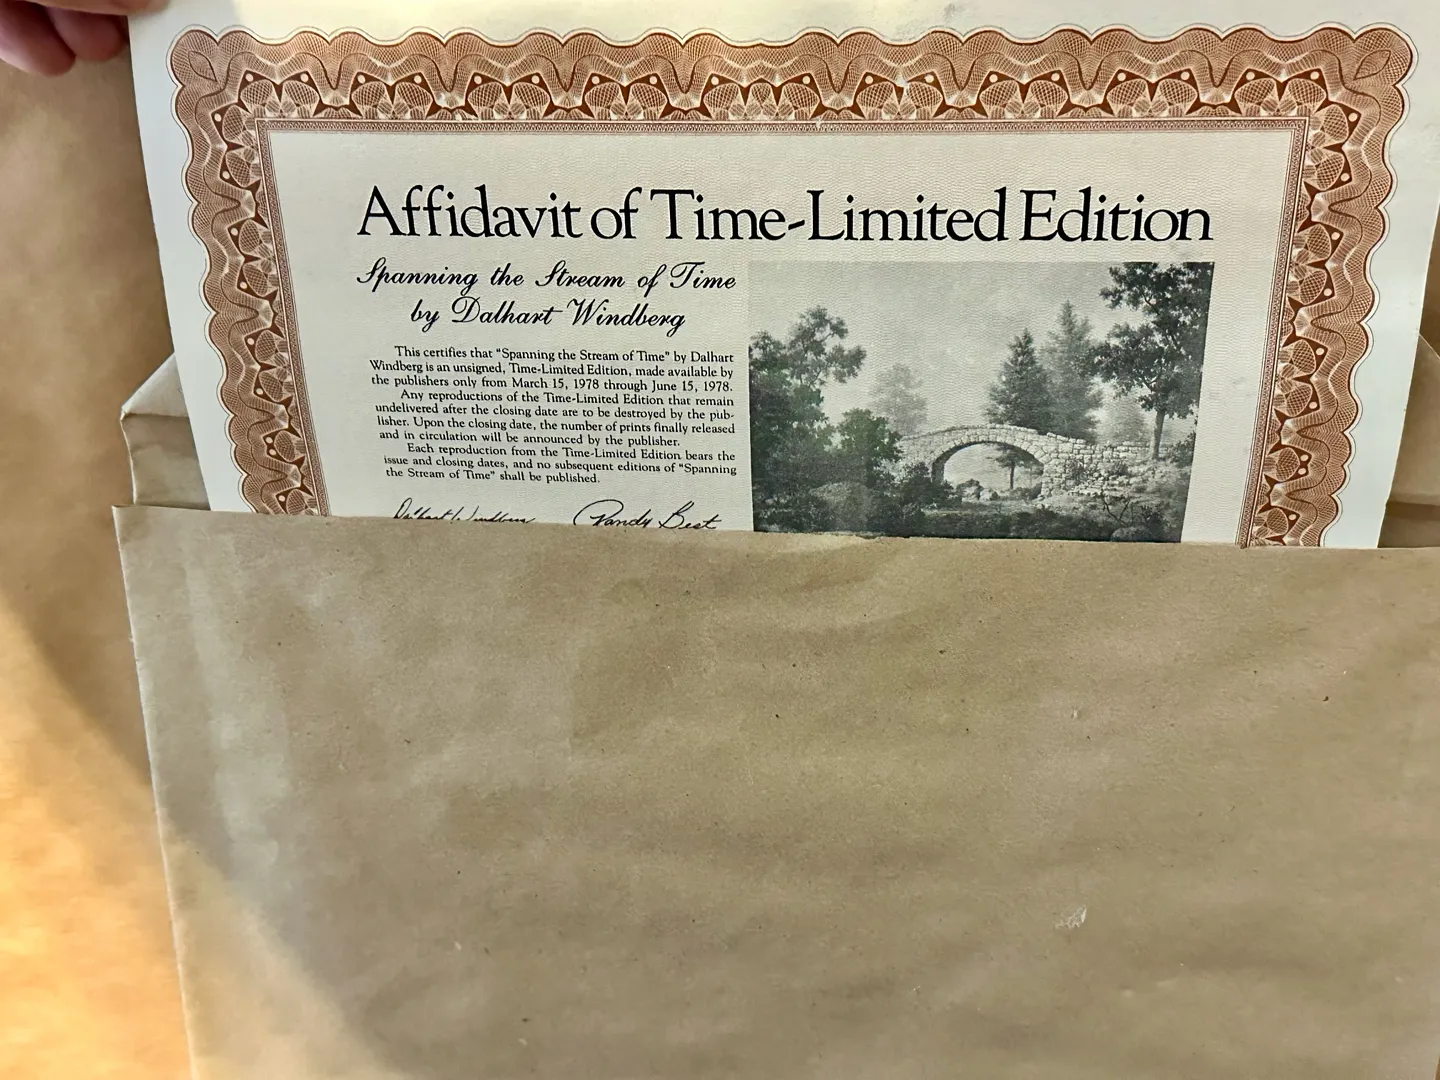 Affidavit of Time-Limited Edition
Spanning the Stream of Time
by Dalhart Windberg
This certifies that "Spanning the Stream of Time" by Dalhart
Windberg is an unsigned, Time-Limited Edition, made available by
the publishers only from March 15, 1978 through June 15, 1978.
Any reproductions of the Time-Limited Edition that remain
undelivered after the closing date are to be destroyed by the pub-
lisher. Upon the closing date, the number of prints finally released
and in circulation will be announced by the publisher.
Each reproduction from the Time-Limited Edition bears the
issue and closing dates, and no subsequent editions of "Spanning
the Stream of Time" shall be published.
Dalhart Windberg Randy Best